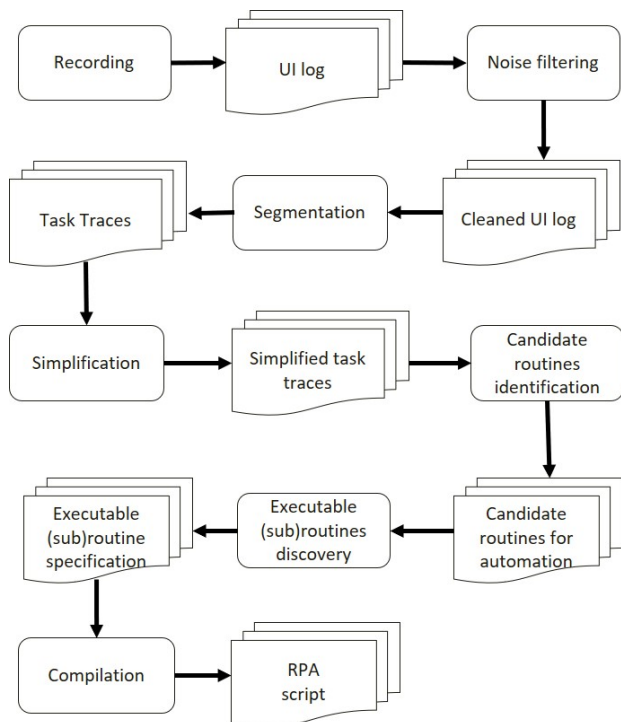 Recording
UI log
Noise filtering
Task Traces
Segmentation
Cleaned UI log
Simplification
Simplified task
traces
Candidate
routines
identification
Executable
(sub)routine
specification
Executable
(sub)routines
discovery
Candidate
routines for
automation
Compilation
RPA
script